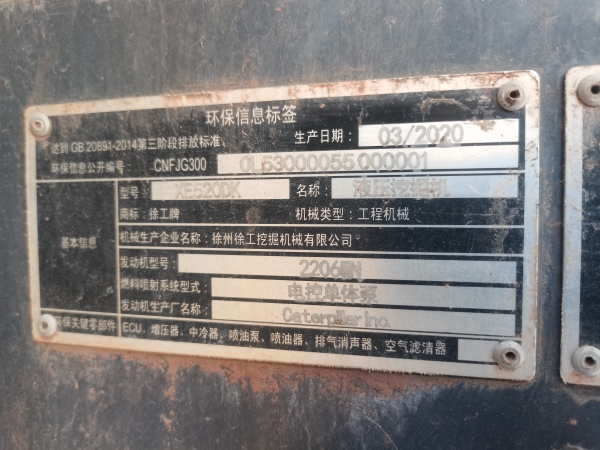 环保信息标签
达到 GB 20891-2014第三阶段排放标准、 生产日期： 03/2020
环保信息公开编号： CNFJG300 0L53000055 000001
型号： XE520DK 名称： 液压挖掘机
商标：徐工牌 机械类型：工程机械
基本信息 机械生产企业名称：徐州徐工挖掘机械有限公司
发动机型号： 2206
燃料喷射系统型式： 电控单体泵
发动机生产厂名称： Caterpillar Inc.
环保关键零部件 ECU、增压器、中冷器、喷油泵、喷油器、排气消声器、空气滤清器